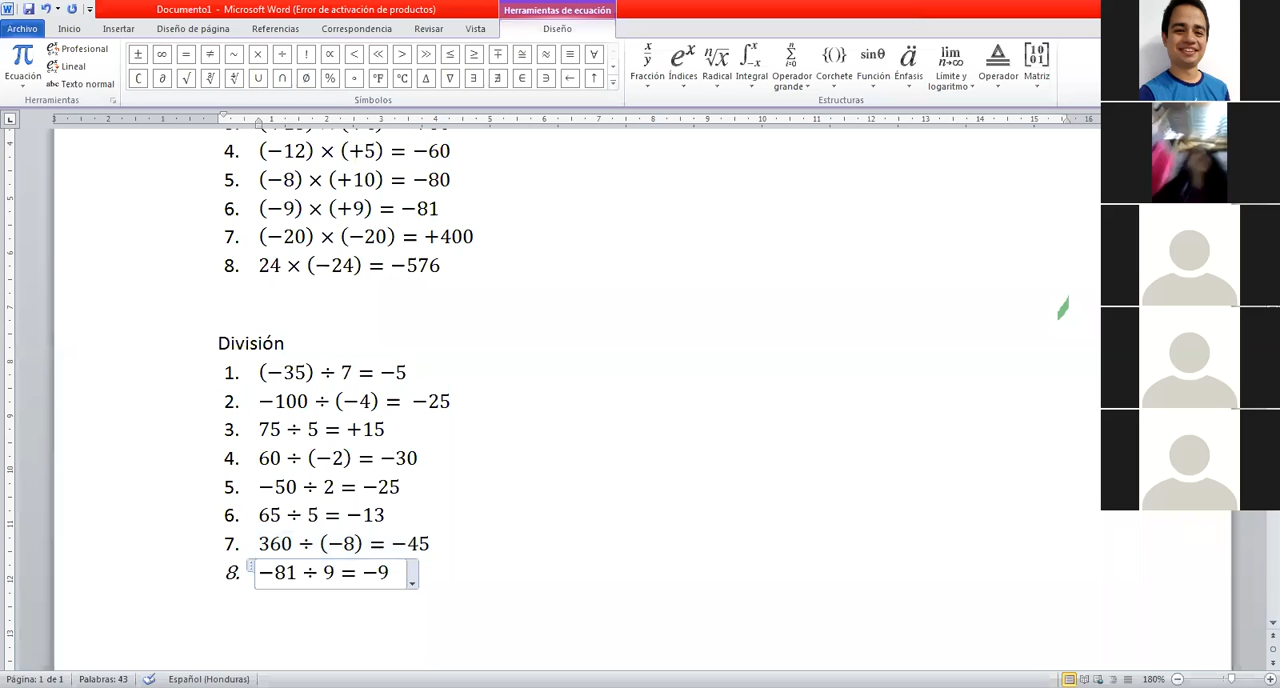 Documento1 - Microsoft Word (Error de activación de productos)
Herramientas de ecuación
Archivo Inicio Insertar Diseño de página Referencias Correspondencia Revisar Vista Diseño
Ecuación
Profesional
Lineal
abc Texto normal
Herramientas
± ∞ = ≠ ~ × ÷ ! ∝ < ≪ > ≫ ≤ ≥ ∓ ≅ ≈ ≡ ∀
∁ ∂ √ ∛ ∜ ∪ ∩ ∅ % ∘ °F °C ∆ ∇ ∃ ∄ ∈ ∋ ← ↑
Símbolos
Fracción Índices Radical Integral Operador grande Corchete Función Énfasis Límite y logaritmo Operador Matriz
Estructuras
4. (−12) × (+5) = −60
5. (−8) × (+10) = −80
6. (−9) × (+9) = −81
7. (−20) × (−20) = +400
8. 24 × (−24) = −576
División
1. (−35) ÷ 7 = −5
2. −100 ÷ (−4) = −25
3. 75 ÷ 5 = +15
4. 60 ÷ (−2) = −30
5. −50 ÷ 2 = −25
6. 65 ÷ 5 = −13
7. 360 ÷ (−8) = −45
8. −81 ÷ 9 = −9
Página: 1 de 1 Palabras: 43 Español (Honduras) 180%